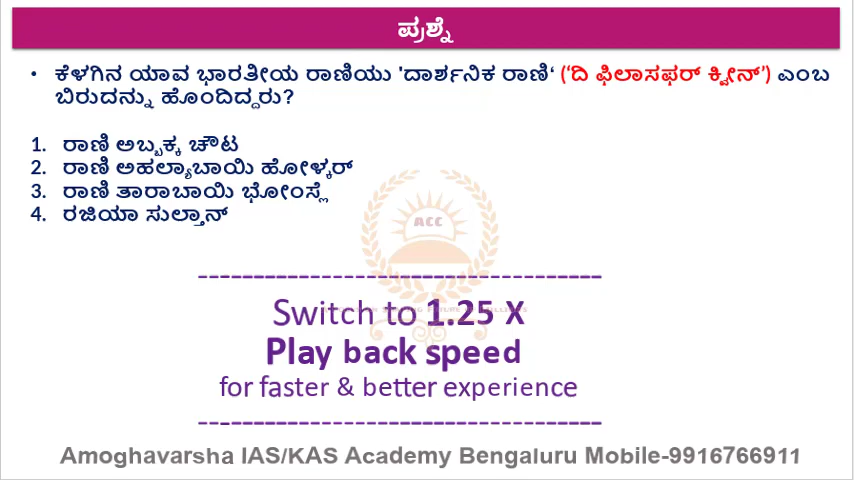 ಪ್ರಶ್ನೆ
• ಕೆಳಗಿನ ಯಾವ ಭಾರತೀಯ ರಾಣಿಯು 'ದಾರ್ಶನಿಕ ರಾಣಿ' ('ದಿ ಫಿಲಾಸಫರ್ ಕ್ವೀನ್') ಎಂಬ
ಬಿರುದನ್ನು ಹೊಂದಿದ್ದರು?
1. ರಾಣಿ ಅಬ್ಬಕ್ಕ ಚೌಟ
2. ರಾಣಿ ಅಹಲ್ಯಾಬಾಯಿ ಹೋಳ್ಕರ್
3. ರಾಣಿ ತಾರಾಬಾಯಿ ಭೋಂಸ್ಲೆ
4. ರಜಿಯಾ ಸುಲ್ತಾನ್
ACC
Switch to 1.25 X
Play back speed
for faster & better experience
Amoghavarsha IAS/KAS Academy Bengaluru Mobile-9916766911